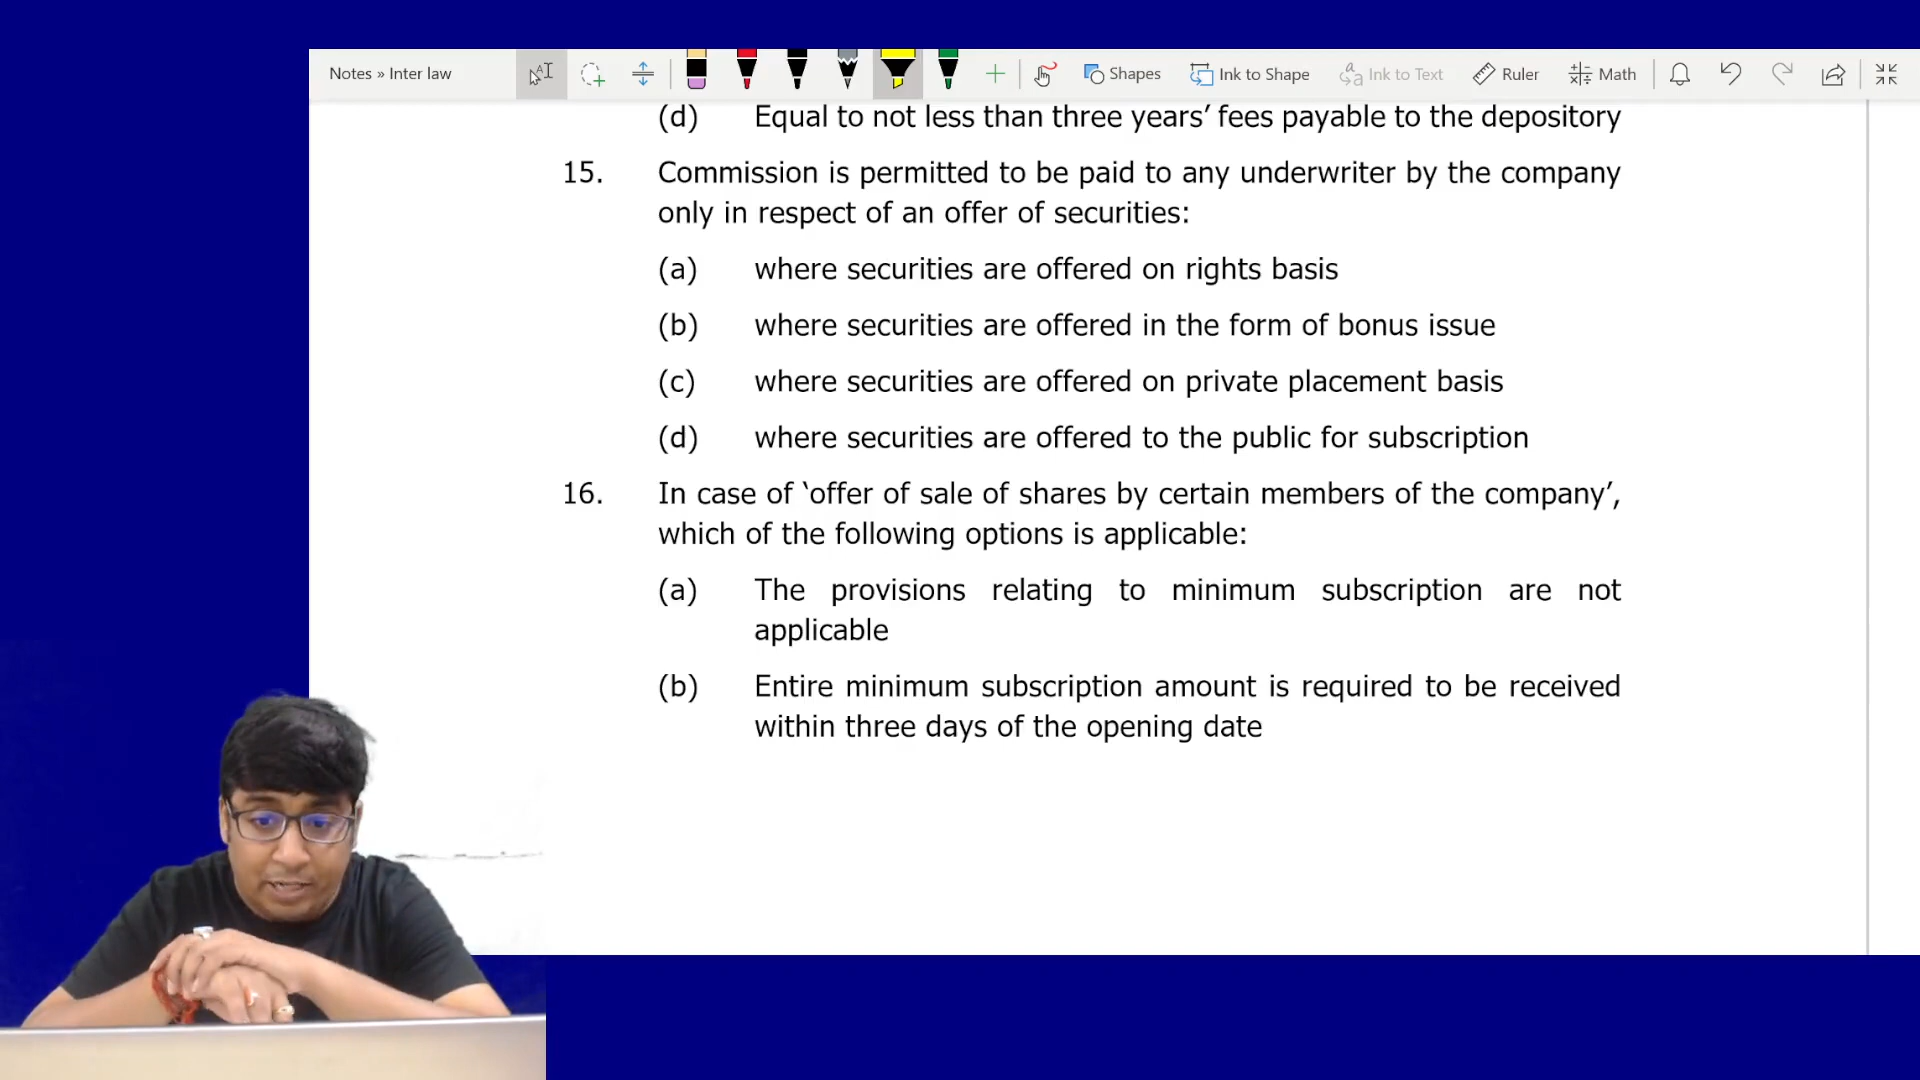 Notes » Inter law
Shapes
Ink to Shape
Ink to Text
Ruler
Math
(d) Equal to not less than three years’ fees payable to the depository
15. Commission is permitted to be paid to any underwriter by the company
only in respect of an offer of securities:
(a) where securities are offered on rights basis
(b) where securities are offered in the form of bonus issue
(c) where securities are offered on private placement basis
(d) where securities are offered to the public for subscription
16. In case of ‘offer of sale of shares by certain members of the company’,
which of the following options is applicable:
(a) The provisions relating to minimum subscription are not
applicable
(b) Entire minimum subscription amount is required to be received
within three days of the opening date